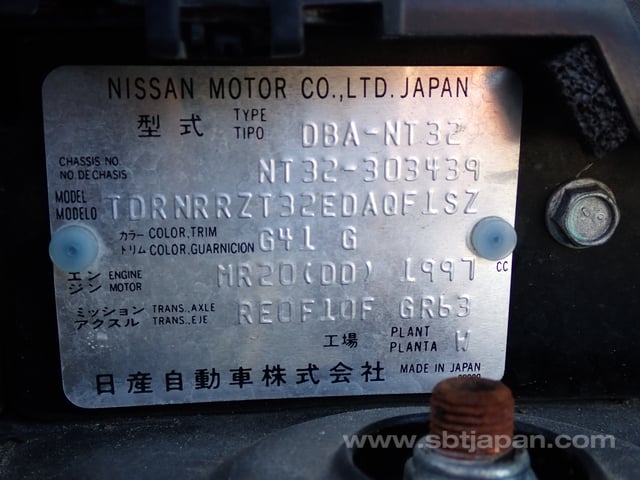 NISSAN MOTOR CO.,LTD. JAPAN
型式 TYPE TIPO DBA-NT32
CHASSIS NO. NO.DE CHASIS NT32-303439
MODEL MODELO TDRNRRZT32EDAQF1SZ
カラー トリム COLOR,TRIM COLOR.GUARNICION G41 G
エンジン ENGINE MOTOR MR20(DD) 1997 CC
ミッション アクスル TRANS.,AXLE TRANS.,EJE RE0F10F GR63
工場 PLANT PLANTA W
日産自動車株式会社 MADE IN JAPAN
www.sbtjapan.com